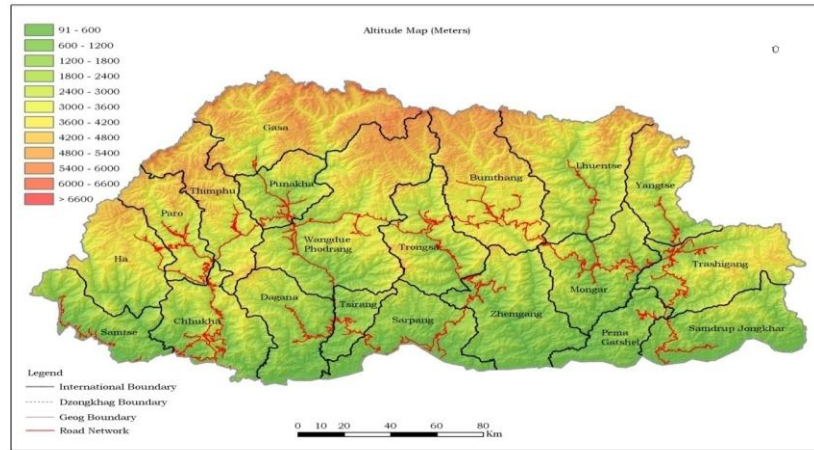 Altitude Map (Meters)
91 - 600
600 - 1200
1200 - 1800
1800 - 2400
2400 - 3000
3000 - 3600
3600 - 4200
4200 - 4800
4800 - 5400
5400 - 6000
6000 - 6600
> 6600
Gasa
Punakha
Thimphu
Paro
Ha
Bumthang
Lhuentse
Yangtse
Wangdue
Phodrang
Trongsa
Trashigang
Mongar
Zhemgang
Dagana
Tsirang
Sarpang
Chhukha
Samtse
Pema
Gatshel
Samdrup Jongkhar
Legend
International Boundary
Dzongkhag Boundary
Geog Boundary
Road Network
0 10 20 40 60 80
Km